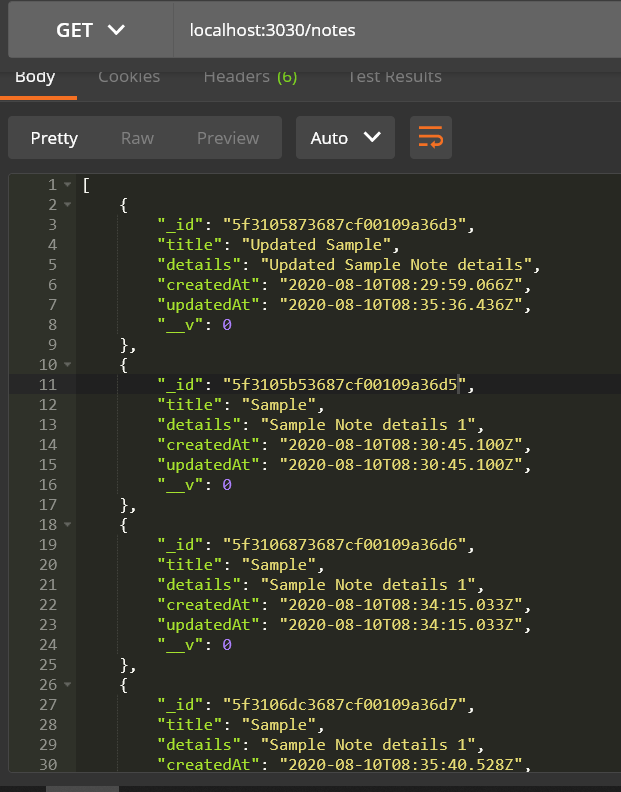 GET localhost:3030/notes
Body Cookies Headers (6) Test Results
Pretty Raw Preview Auto
1 [
2 {
3 "_id": "5f3105873687cf00109a36d3",
4 "title": "Updated Sample",
5 "details": "Updated Sample Note details",
6 "createdAt": "2020-08-10T08:29:59.066Z",
7 "updatedAt": "2020-08-10T08:35:36.436Z",
8 "__v": 0
9 },
10 {
11 "_id": "5f3105b53687cf00109a36d5",
12 "title": "Sample",
13 "details": "Sample Note details 1",
14 "createdAt": "2020-08-10T08:30:45.100Z",
15 "updatedAt": "2020-08-10T08:30:45.100Z",
16 "__v": 0
17 },
18 {
19 "_id": "5f3106873687cf00109a36d6",
20 "title": "Sample",
21 "details": "Sample Note details 1",
22 "createdAt": "2020-08-10T08:34:15.033Z",
23 "updatedAt": "2020-08-10T08:34:15.033Z",
24 "__v": 0
25 },
26 {
27 "_id": "5f3106dc3687cf00109a36d7",
28 "title": "Sample",
29 "details": "Sample Note details 1",
30 "createdAt": "2020-08-10T08:35:40.528Z",